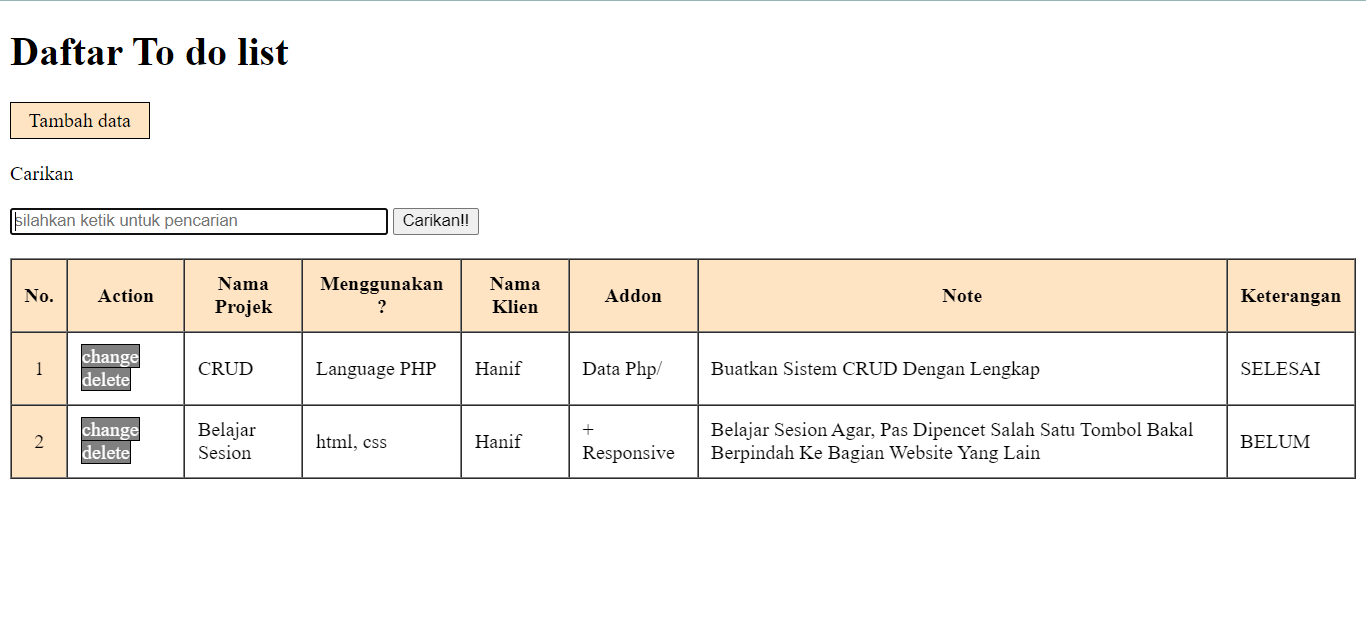 Daftar To do list
Tambah data
Carikan
silahkan ketik untuk pencarian Carikan!!
No. Action Nama Projek Menggunakan ? Nama Klien Addon Note Keterangan
1 change delete CRUD Language PHP Hanif Data Php/ Buatkan Sistem CRUD Dengan Lengkap SELESAI
2 change delete Belajar Sesion html, css Hanif + Responsive Belajar Sesion Agar, Pas Dipencet Salah Satu Tombol Bakal Berpindah Ke Bagian Website Yang Lain BELUM